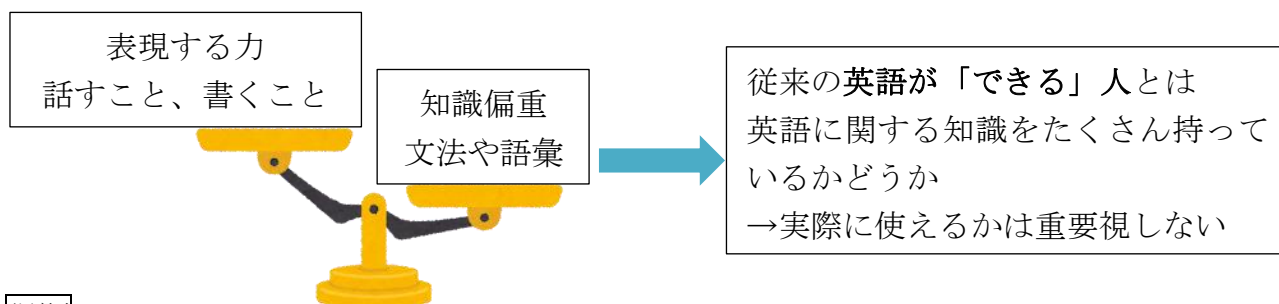 表現する力
話すこと、書くこと
知識偏重
文法や語彙
従来の英語が「できる」人とは
英語に関する知識をたくさん持って
いるかどうか
→実際に使えるかは重要視しない